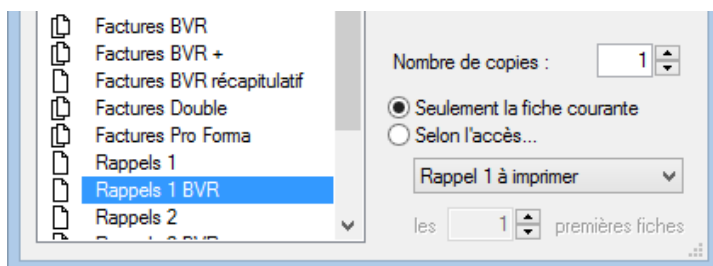 Factures BVR
Factures BVR +
Factures BVR récapitulatif
Factures Double
Factures Pro Forma
Rappels 1
Rappels 1 BVR
Rappels 2
Nombre de copies : 1
Seulement la fiche courante
Selon l'accès...
Rappel 1 à imprimer
les 1 premières fiches